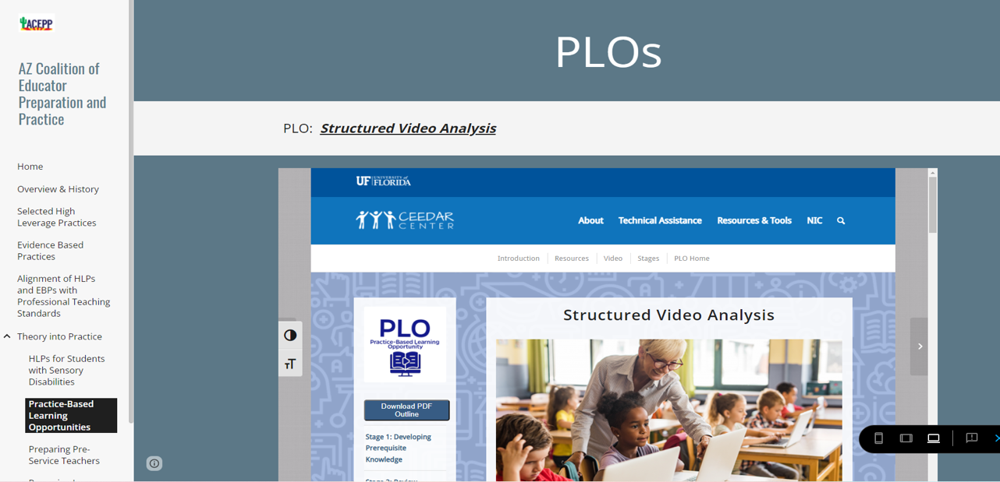 ACEPP
AZ Coalition of
Educator
Preparation and
Practice
Home
Overview & History
Selected High
Leverage Practices
Evidence Based
Practices
Alignment of HLPs
and EBPs with
Professional Teaching
Standards
Theory into Practice
HLPs for Students
with Sensory
Disabilities
Practice-Based
Learning
Opportunities
Preparing Pre-
Service Teachers
PLOs
PLO: Structured Video Analysis
UF UNIVERSITY of
FLORIDA
CEEDAR
CENTER
About Technical Assistance Resources & Tools NIC
Introduction Resources Video Stages PLO Home
PLO
Practice-Based Learning
Opportunity
Download PDF
Outline
Stage 1: Developing
Prerequisite
Knowledge
Structured Video Analysis